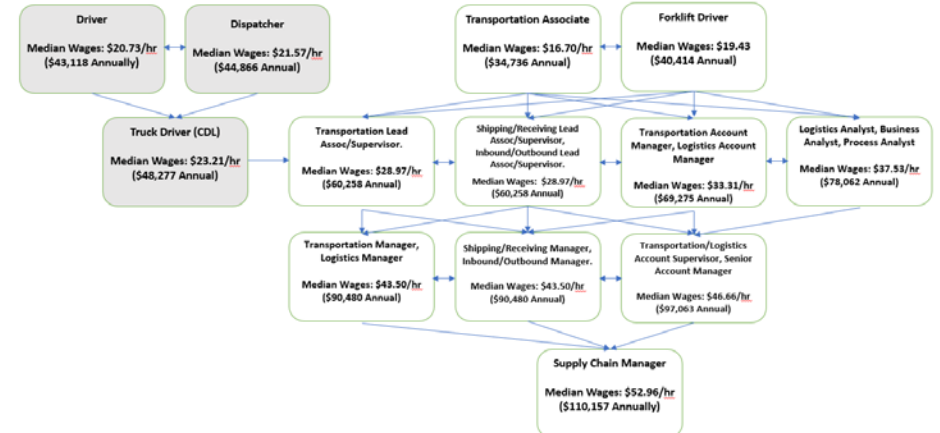 Driver
Median Wages: $20.73/hr
($43,118 Annually)
Dispatcher
Median Wages: $21.57/hr
($44,866 Annual)
Transportation Associate
Median Wages: $16.70/hr
($34,736 Annual)
Forklift Driver
Median Wages: $19.43
($40,414 Annual)
Truck Driver (CDL)
Median Wages: $23.21/hr
($48,277 Annual)
Transportation Lead
Assoc/Supervisor.
Median Wages: $28.97/hr
($60,258 Annual)
Shipping/Receiving Lead
Assoc/Supervisor,
Inbound/Outbound Lead
Assoc/Supervisor.
Median Wages: $28.97/hr
($60,258 Annual)
Transportation Account
Manager, Logistics Account
Manager
Median Wages: $33.31/hr
($69,275 Annual)
Logistics Analyst, Business
Analyst, Process Analyst
Median Wages: $37.53/hr
($78,062 Annual)
Transportation Manager,
Logistics Manager
Median Wages: $43.50/hr
($90,480 Annual)
Shipping/Receiving Manager,
Inbound/Outbound Manager.
Median Wages: $43.50/hr
($90,480 Annual)
Transportation/Logistics
Account Supervisor, Senior
Account Manager
Median Wages: $46.66/hr
($97,063 Annual)
Supply Chain Manager
Median Wages: $52.96/hr
($110,157 Annually)